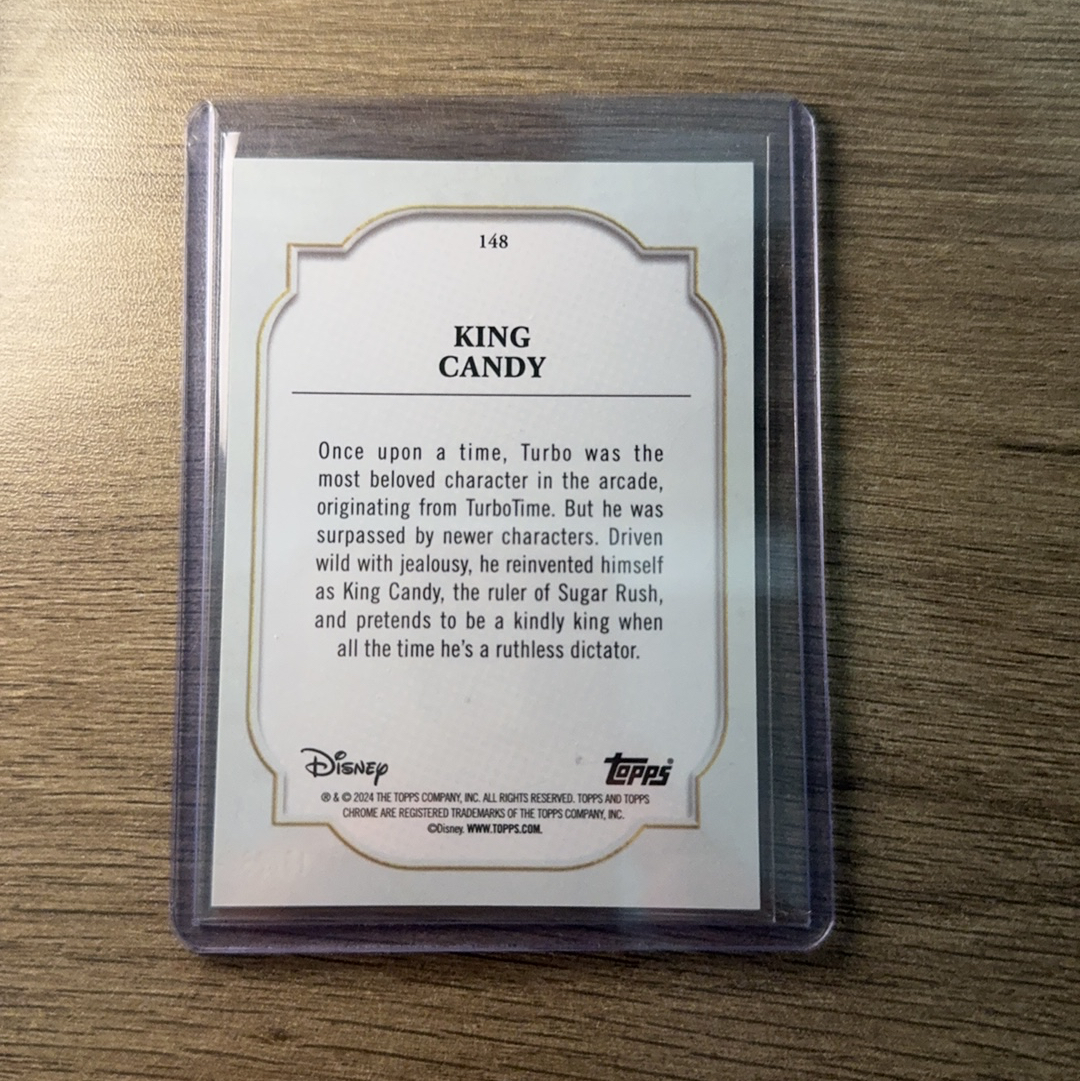 148
KING
CANDY
Once upon a time, Turbo was the
most beloved character in the arcade,
originating from TurboTime. But he was
surpassed by newer characters. Driven
wild with jealousy, he reinvented himself
as King Candy, the ruler of Sugar Rush,
and pretends to be a kindly king when
all the time he's a ruthless dictator.
Disney topps®
® & © 2024 THE TOPPS COMPANY, INC. ALL RIGHTS RESERVED. TOPPS AND TOPPS
CHROME ARE REGISTERED TRADEMARKS OF THE TOPPS COMPANY, INC.
©Disney. WWW.TOPPS.COM.